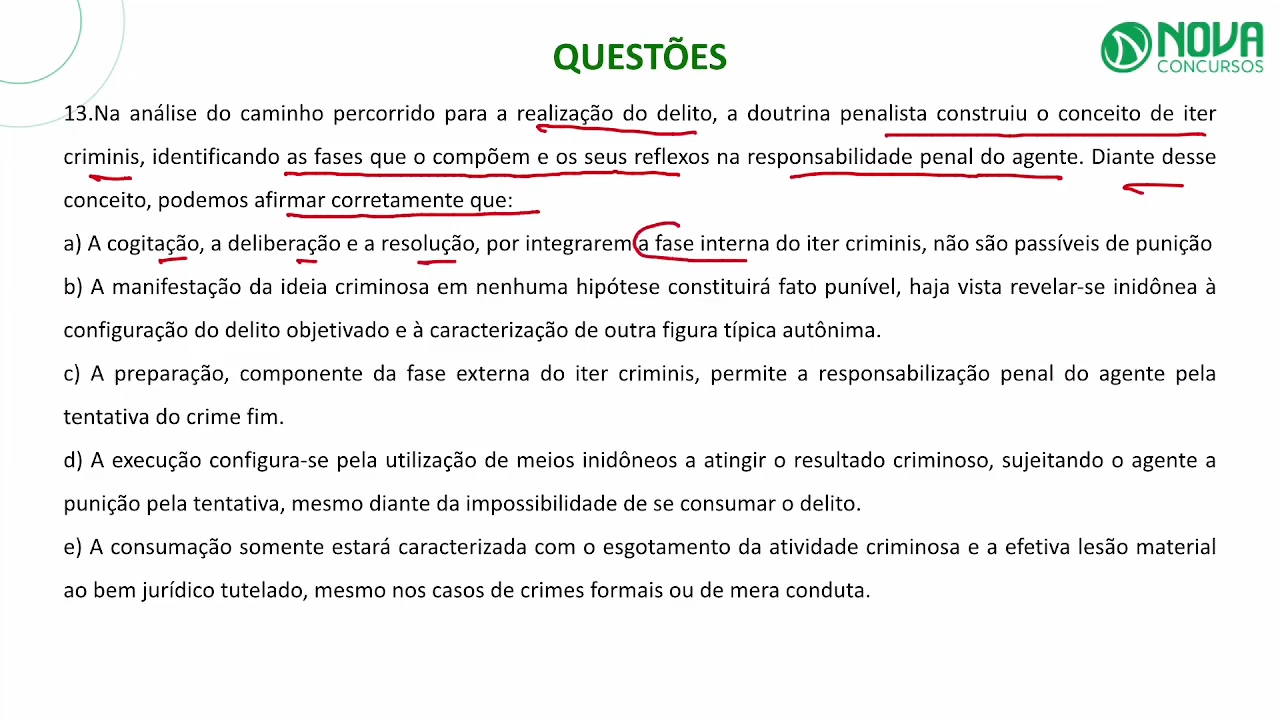 QUESTÕES
NOVA
CONCURSOS
13.Na análise do caminho percorrido para a realização do delito, a doutrina penalista construiu o conceito de iter
criminis, identificando as fases que o compõem e os seus reflexos na responsabilidade penal do agente. Diante desse
conceito, podemos afirmar corretamente que:
a) A cogitação, a deliberação e a resolução, por integrarem a fase interna do iter criminis, não são passíveis de punição
b) A manifestação da ideia criminosa em nenhuma hipótese constituirá fato punível, haja vista revelar-se inidônea à
configuração do delito objetivado e à caracterização de outra figura típica autônima.
c) A preparação, componente da fase externa do iter criminis, permite a responsabilização penal do agente pela
tentativa do crime fim.
d) A execução configura-se pela utilização de meios inidôneos a atingir o resultado criminoso, sujeitando o agente a
punição pela tentativa, mesmo diante da impossibilidade de se consumar o delito.
e) A consumação somente estará caracterizada com o esgotamento da atividade criminosa e a efetiva lesão material
ao bem jurídico tutelado, mesmo nos casos de crimes formais ou de mera conduta.